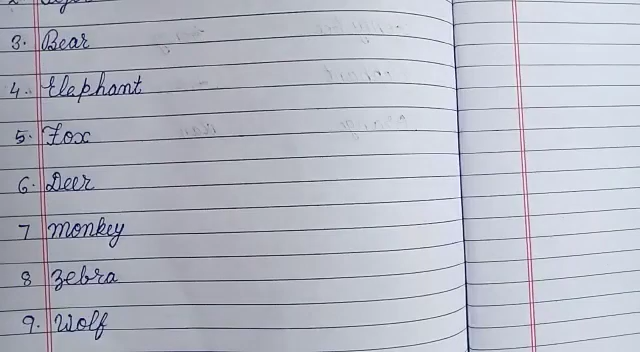 3. Bear
4. Elephant
5. Fox
6. Deer
7 monkey
8 zebra
9. Wolf